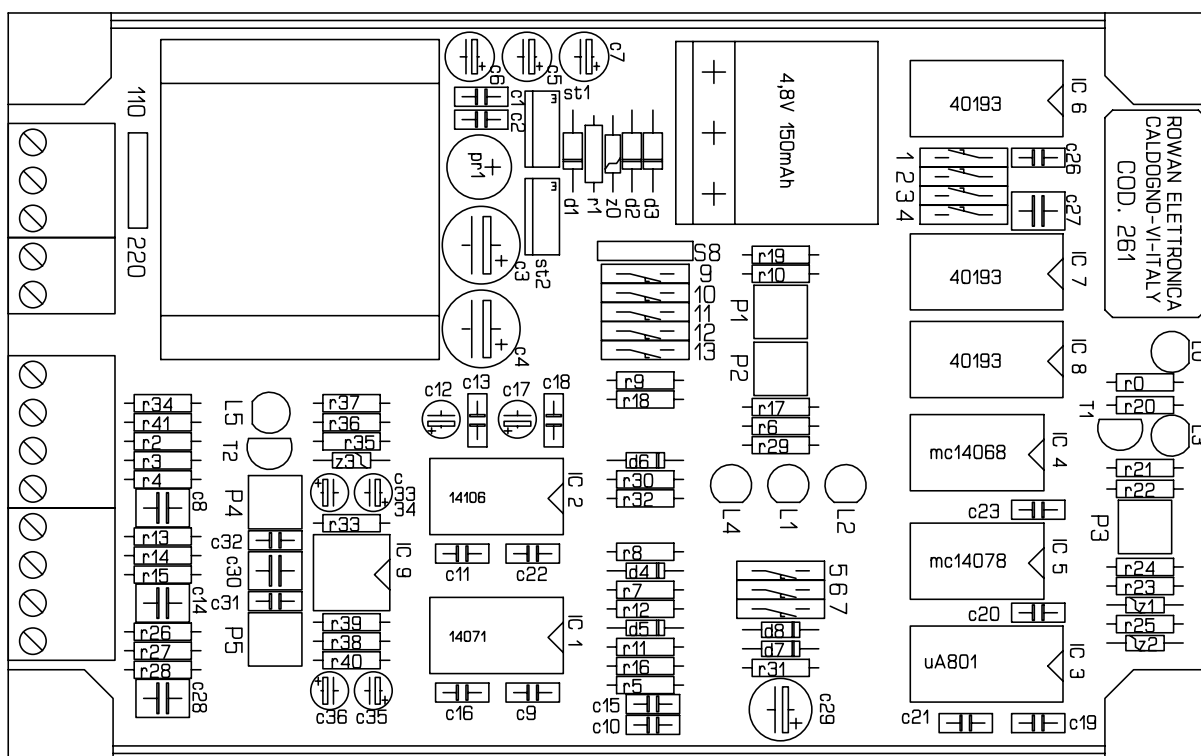 110
220
c6
c5
c7
c1
c2
st1
pr1
c3
st2
c4
d1
r1
z0
d2
d3
4,8V 150mAh
IC 6
40193
1
2
3
4
c26
c27
ROWAN ELETTRONICA
CALDOGNO-VI-ITALY
COD. 261
S8
9
10
11
12
13
r19
r10
P1
P2
r17
r6
r29
40193
IC 7
40193
IC 8
L0
r0
r20
T1
L3
r34
r41
r2
r3
r4
c8
r13
r14
r15
c14
r26
r27
r28
c28
L5
T2
P4
c32
c30
c31
P5
r37
r36
r35
z3
c
33
34
r33
IC 9
r39
r38
r40
c36
c35
c12
c13
c17
c18
14106
IC 2
c11
c22
14071
IC 1
c16
c9
r9
r18
d6
r30
r32
r8
d4
r7
r12
d5
r11
r16
r5
c15
c10
L4
L1
L2
5
6
7
d8
d7
r31
c29
mc14068
IC 4
c23
mc14078
IC 5
c20
uA801
IC 3
c21
c19
r21
r22
P3
r24
r23
z1
r25
z2